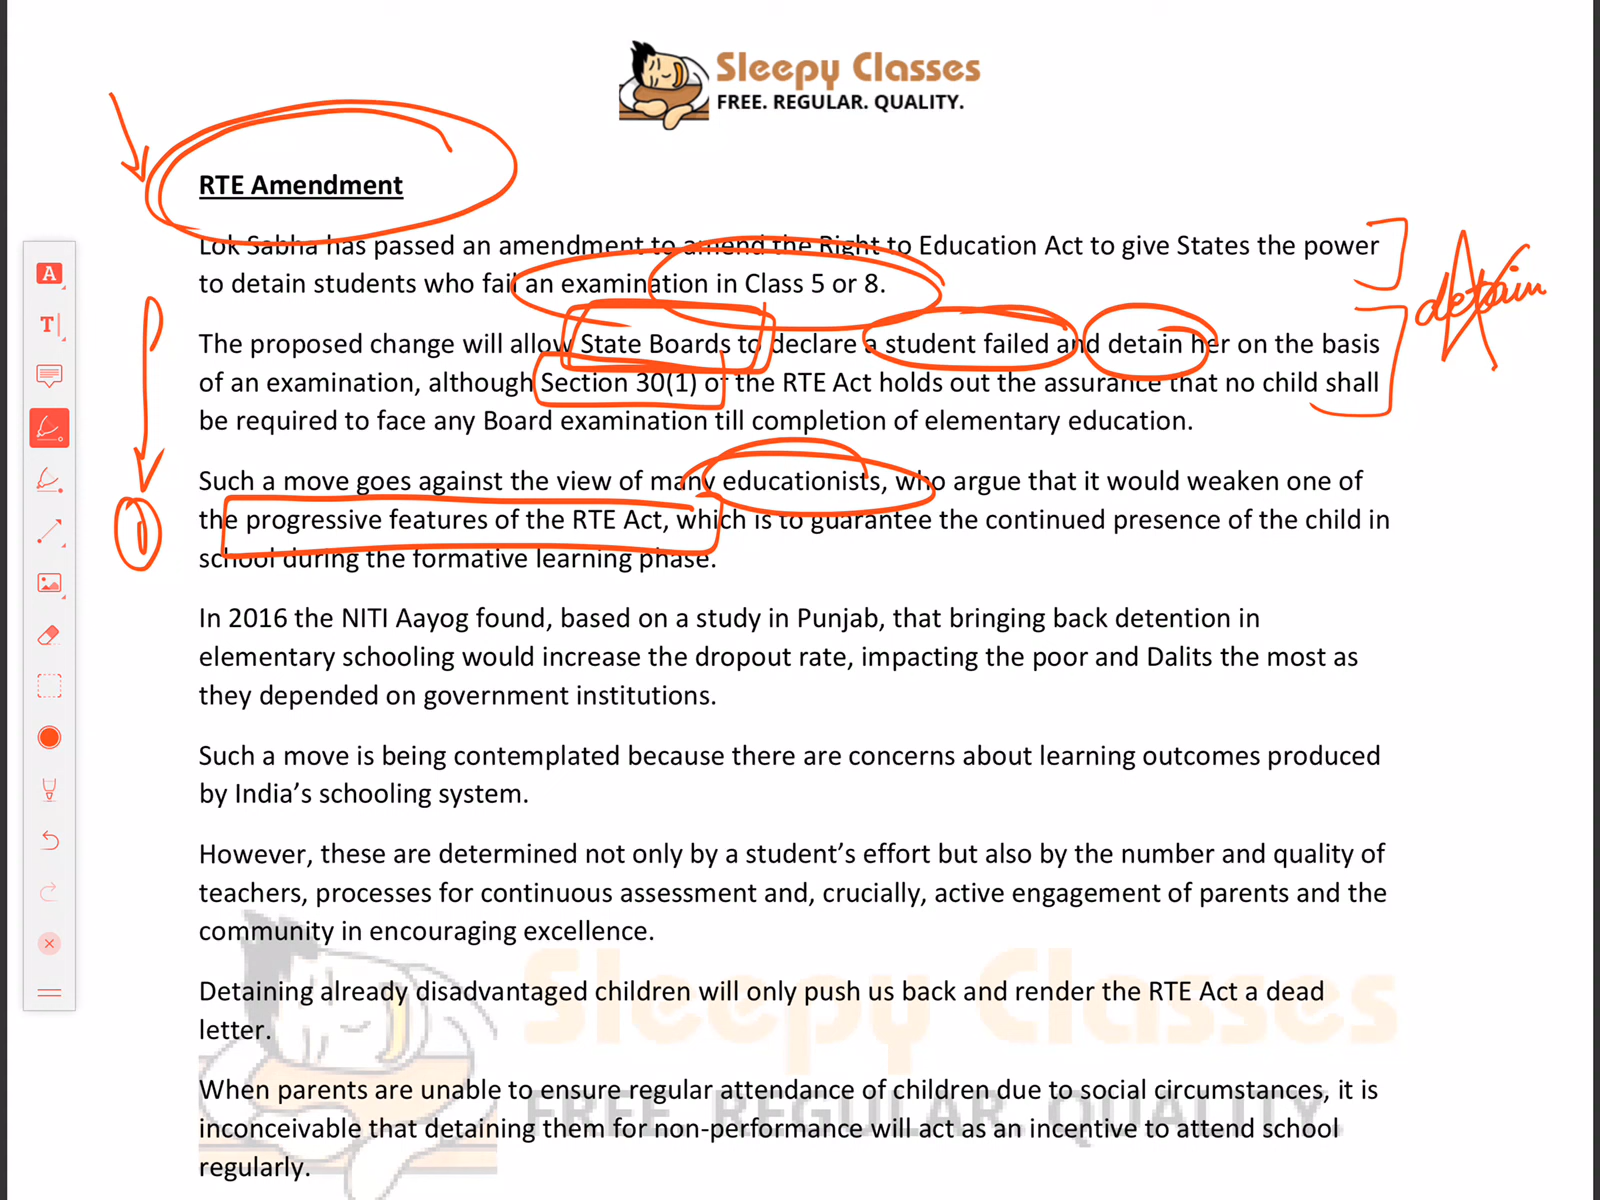 Sleepy Classes
FREE. REGULAR. QUALITY.
RTE Amendment
Lok Sabha has passed an amendment to amend the Right to Education Act to give States the power
to detain students who fail an examination in Class 5 or 8.
detain
The proposed change will allow State Boards to declare a student failed and detain her on the basis
of an examination, although Section 30(1) of the RTE Act holds out the assurance that no child shall
be required to face any Board examination till completion of elementary education.
Such a move goes against the view of many educationists, who argue that it would weaken one of
the progressive features of the RTE Act, which is to guarantee the continued presence of the child in
school during the formative learning phase.
In 2016 the NITI Aayog found, based on a study in Punjab, that bringing back detention in
elementary schooling would increase the dropout rate, impacting the poor and Dalits the most as
they depended on government institutions.
Such a move is being contemplated because there are concerns about learning outcomes produced
by India’s schooling system.
However, these are determined not only by a student’s effort but also by the number and quality of
teachers, processes for continuous assessment and, crucially, active engagement of parents and the
community in encouraging excellence.
Detaining already disadvantaged children will only push us back and render the RTE Act a dead
letter.
When parents are unable to ensure regular attendance of children due to social circumstances, it is
inconceivable that detaining them for non-performance will act as an incentive to attend school
regularly.
Sleepy Classes
FREE. REGULAR. QUALITY.
A
T